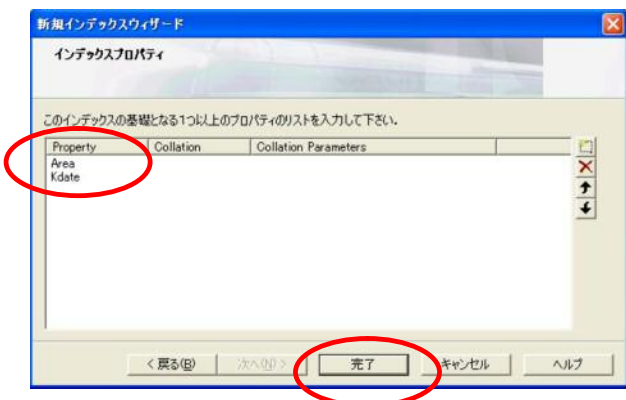 新規インデックスウィザード
インデックスプロパティ
このインデックスの基礎となる1つ以上のプロパティのリストを入力して下さい。
Property Collation Collation Parameters
Area
Kdate
< 戻る(B) 次へ(N) > 完了 キャンセル ヘルプ